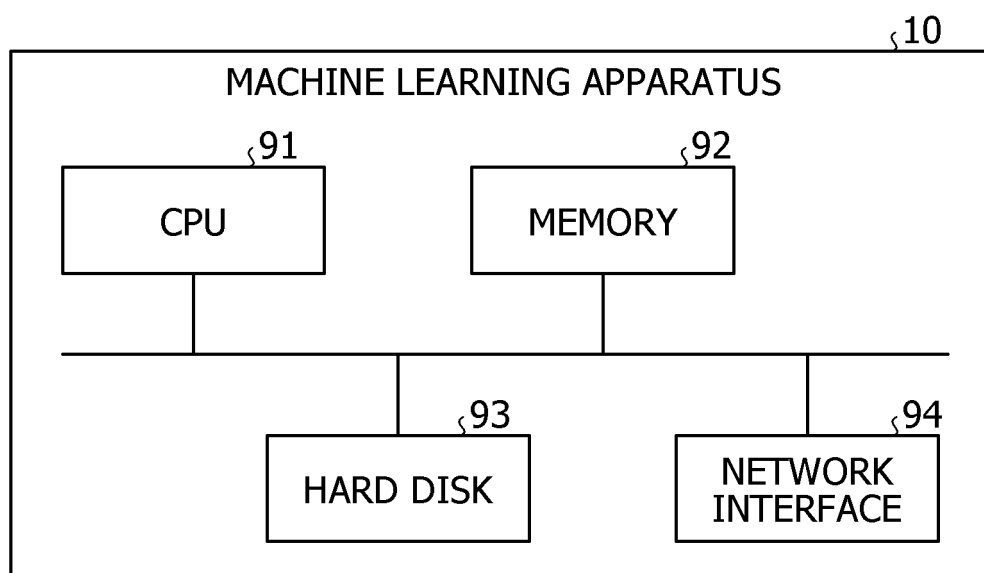 10
MACHINE LEARNING APPARATUS
91
CPU
92
MEMORY
93
HARD DISK
94
NETWORK
INTERFACE